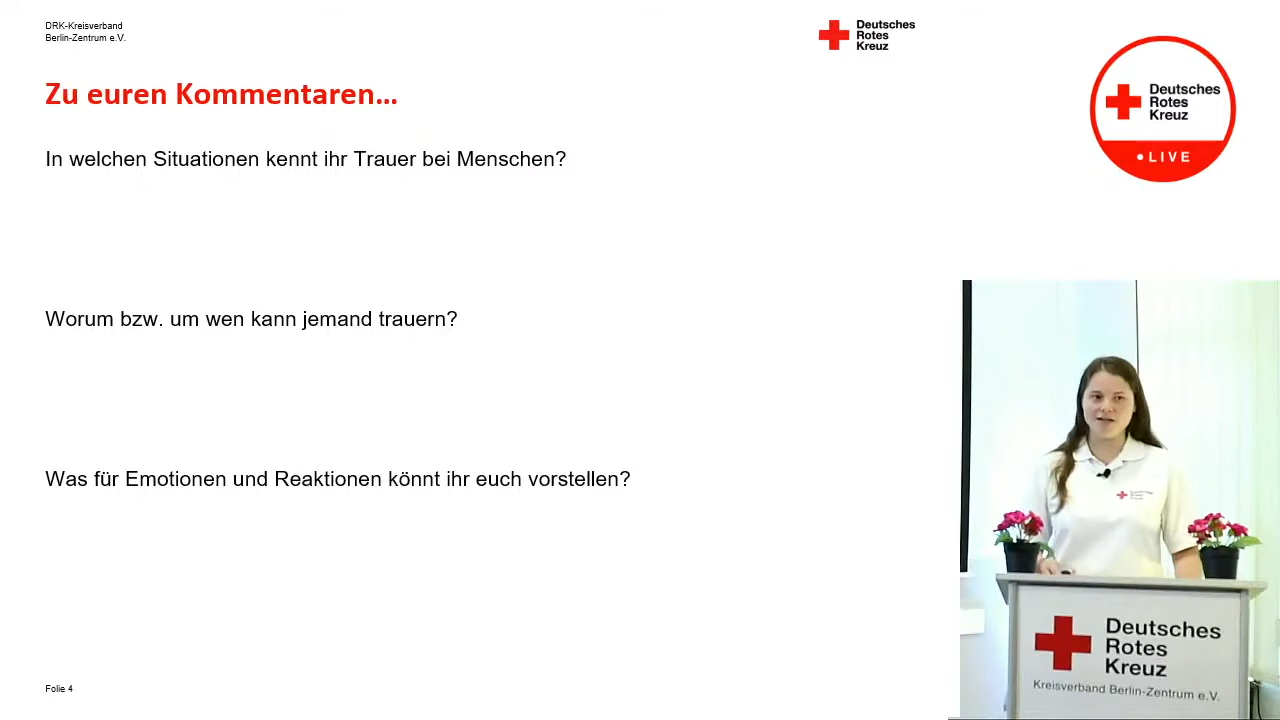 DRK-Kreisverband
Berlin-Zentrum e.V.
Deutsches
Rotes
Kreuz
Deutsches
Rotes
Kreuz
• LIVE
Zu euren Kommentaren...
In welchen Situationen kennt ihr Trauer bei Menschen?
Worum bzw. um wen kann jemand trauern?
Was für Emotionen und Reaktionen könnt ihr euch vorstellen?
Deutsches
Rotes
Kreuz
Kreisverband Berlin-Zentrum e.V.
Folie 4